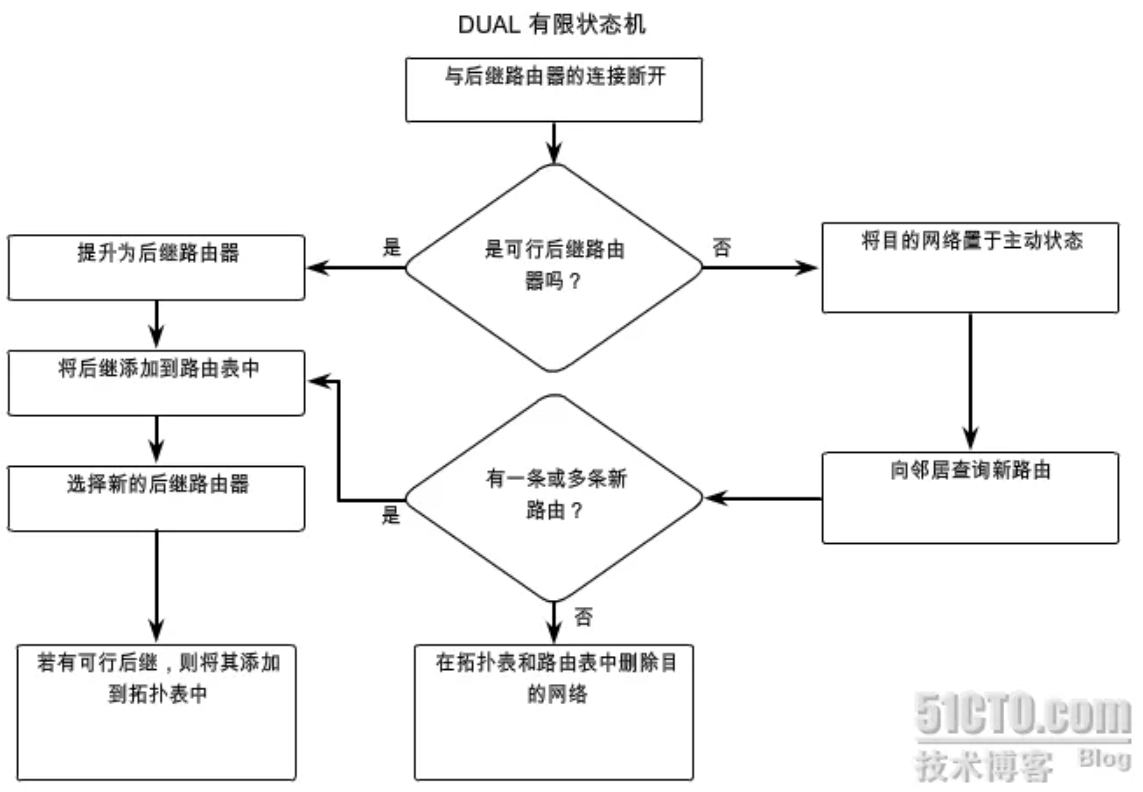 DUAL 有限状态机
与后继路由器的连接断开
是可行后继路由
器吗？
是
否
提升为后继路由器
将目的网络置于主动状态
将后继添加到路由表中
向邻居查询新路由
有一条或多条新
路由？
是
否
选择新的后继路由器
若有可行后继，则将其添加
到拓扑表中
在拓扑表和路由表中删除目
的网络
51CTO.com
技术博客 Blog